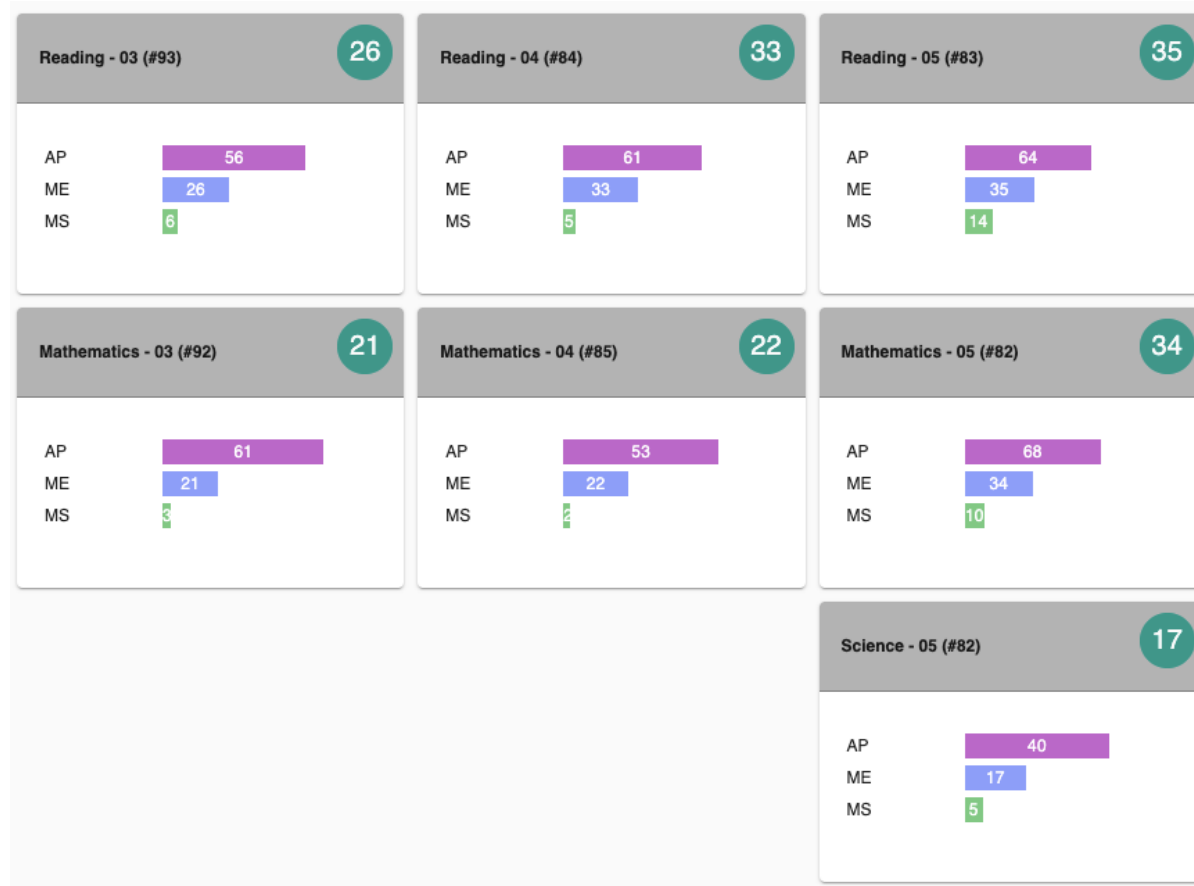 Reading - 03 (#93) 26
AP 56
ME 26
MS 6
Reading - 04 (#84) 33
AP 61
ME 33
MS 5
Reading - 05 (#83) 35
AP 64
ME 35
MS 14
Mathematics - 03 (#92) 21
AP 61
ME 21
MS 3
Mathematics - 04 (#85) 22
AP 53
ME 22
MS 2
Mathematics - 05 (#82) 34
AP 68
ME 34
MS 10
Science - 05 (#82) 17
AP 40
ME 17
MS 5